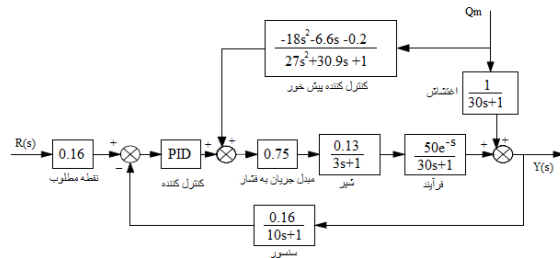 Qm
-18s²-6.6s -0.2
27s²+30.9s +1
کنترل کننده پیش خور
1
30s+1
اغتشاش
R(s)
0.16
نقطه مطلوب
+
−
PID
کنترل کننده
+
+
0.75
مبدل جریان به فشار
0.13
3s+1
شیر
50e⁻ˢ
30s+1
فرآیند
+
+
Y(s)
0.16
10s+1
سنسور